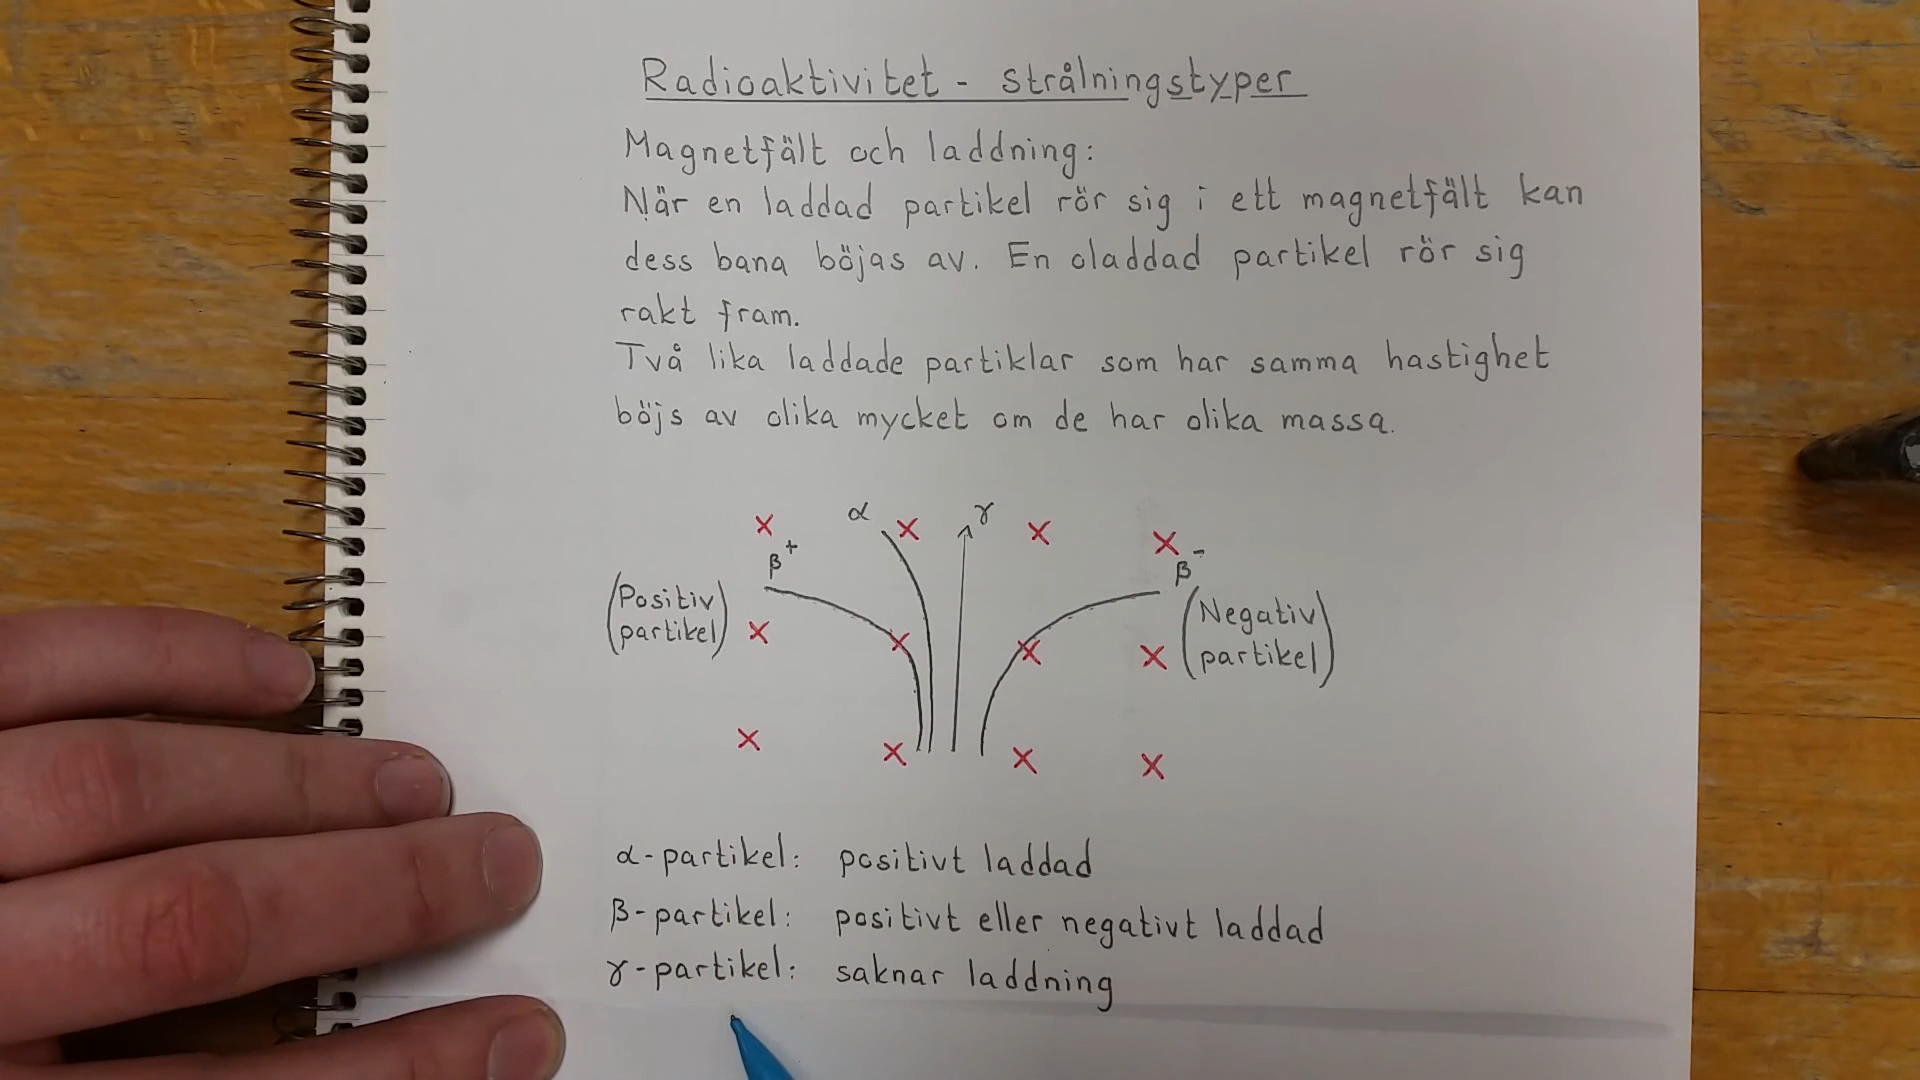 Radioaktivitet - strålningstyper
Magnetfält och laddning:
När en laddad partikel rör sig i ett magnetfält kan
dess bana böjas av. En oladdad partikel rör sig
rakt fram.
Två lika laddade partiklar som har samma hastighet
böjs av olika mycket om de har olika massa.
α γ
β⁺ β⁻
(Positiv partikel)
(Negativ partikel)
α-partikel: positivt laddad
β-partikel: positivt eller negativt laddad
γ-partikel: saknar laddning